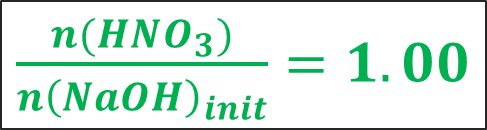 n(HNO₃)/n(NaOH)ᵢₙᵢₜ = 1.00